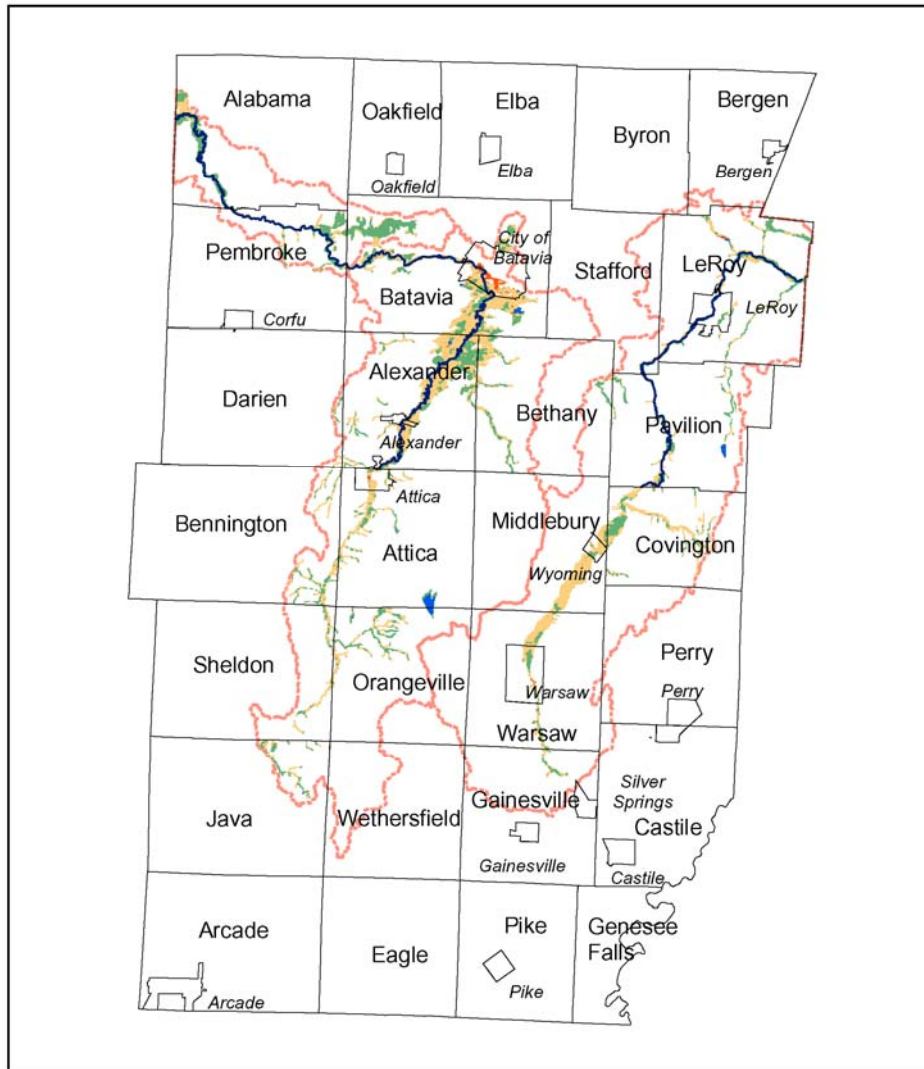 Alabama
Oakfield
Elba
Bergen
Byron
Oakfield
Elba
Bergen
City of
Batavia
Pembroke
Stafford
LeRoy
Batavia
LeRoy
Corfu
Alexander
Darien
Bethany
Pavilion
Alexander
Attica
Bennington
Middlebury
Attica
Covington
Wyoming
Sheldon
Perry
Orangeville
Warsaw
Perry
Warsaw
Silver
Springs
Gainesville
Java
Wethersfield
Castile
Gainesville
Castile
Arcade
Pike
Genesee
Falls
Eagle
Pike
Arcade